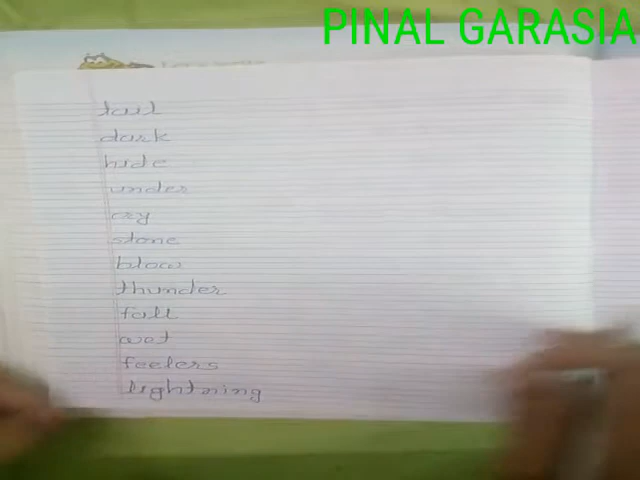 PINAL GARASIA
tail
dark
hide
under
cry
stone
blow
thunder
fall
wet
feelers
lightning